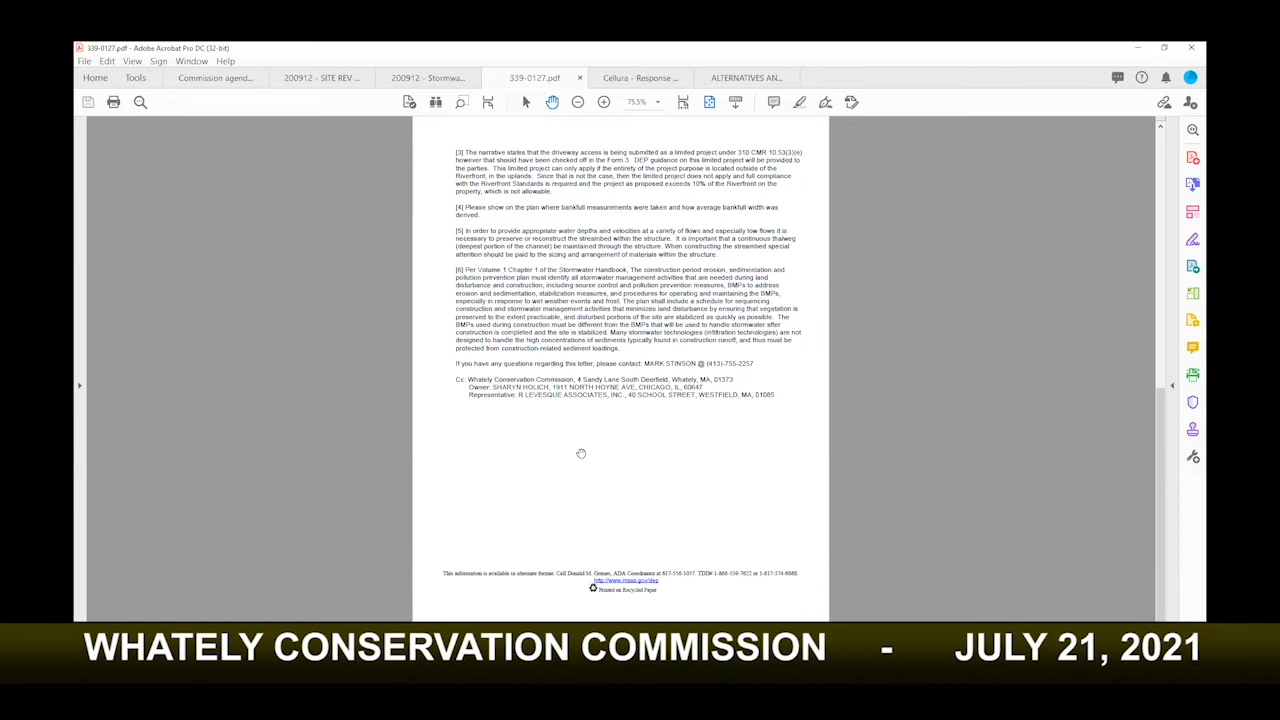 339-0127.pdf - Adobe Acrobat Pro DC (32-bit)
File Edit View Sign Window Help
Home Tools Commission agend... 200912 - SITE REV ... 200912 - Stormwa... 339-0127.pdf × Cellura - Response ... ALTERNATIVES AN...
75.5%
[3] The narrative states that the driveway access is being submitted as a limited project under 310 CMR 10.53(3)(e)
however that should have been checked off in the Form 3. DEP guidance on this limited project will be provided to
the parties. This limited project can only apply if the entirety of the project purpose is located outside of the
Riverfront, in the uplands. Since that is not the case, then the limited project does not apply and full compliance
with the Riverfront Standards is required and the project as proposed exceeds 10% of the Riverfront on the
property, which is not allowable.
[4] Please show on the plan where bankfull measurements were taken and how average bankfull width was
derived.
[5] In order to provide appropriate water depths and velocities at a variety of flows and especially low flows it is
necessary to preserve or reconstruct the streambed within the structure. It is important that a continuous thalweg
(deepest portion of the channel) be maintained through the structure. When constructing the streambed special
attention should be paid to the sizing and arrangement of materials within the structure.
[6] Per Volume 1 Chapter 1 of the Stormwater Handbook, The construction period erosion, sedimentation and
pollution prevention plan must identify all stormwater management activities that are needed during land
disturbance and construction, including source control and pollution prevention measures, BMPs to address
erosion and sedimentation, stabilization measures, and procedures for operating and maintaining the BMPs,
especially in response to wet weather events and frost. The plan shall include a schedule for sequencing
construction and stormwater management activities that minimizes land disturbance by ensuring that vegetation is
preserved to the extent practicable, and disturbed portions of the site are stabilized as quickly as possible. The
BMPs used during construction must be different from the BMPs that will be used to handle stormwater after
construction is completed and the site is stabilized. Many stormwater technologies (infiltration technologies) are not
designed to handle the high concentrations of sediments typically found in construction runoff, and thus must be
protected from construction-related sediment loadings.
If you have any questions regarding this letter, please contact: MARK STINSON @ (413)-755-2257
Cc: Whately Conservation Commission, 4 Sandy Lane South Deerfield, Whately, MA, 01373
Owner: SHARYN HOLICH, 1911 NORTH HOYNE AVE, CHICAGO, IL, 60647
Representative: R LEVESQUE ASSOCIATES, INC., 40 SCHOOL STREET, WESTFIELD, MA, 01085
This information is available in alternate format. Call Donald M. Gomes, ADA Coordinator at 617-556-1057. TDD# 1-866-539-7622 or 1-617-574-6868.
http://www.mass.gov/dep
Printed on Recycled Paper
WHATELY CONSERVATION COMMISSION - JULY 21, 2021